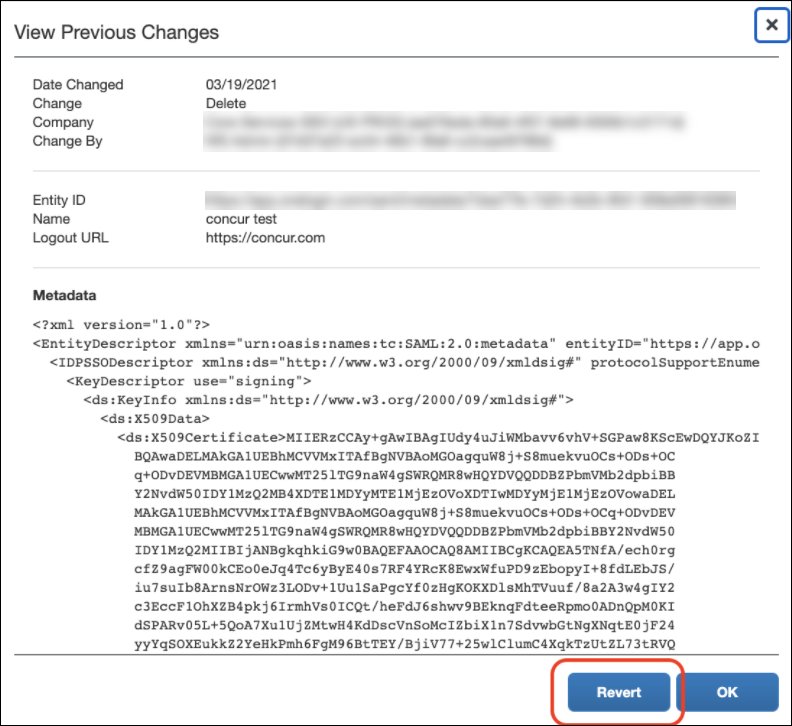 View Previous Changes
×
Date Changed 03/19/2021
Change Delete
Company
Change By
Entity ID
Name concur test
Logout URL https://concur.com
Metadata
<?xml version="1.0"?>
<EntityDescriptor xmlns="urn:oasis:names:tc:SAML:2.0:metadata" entityID="https://app.o
<IDPSSODescriptor xmlns:ds="http://www.w3.org/2000/09/xmldsig#" protocolSupportEnume
<KeyDescriptor use="signing">
<ds:KeyInfo xmlns:ds="http://www.w3.org/2000/09/xmldsig#">
<ds:X509Data>
<ds:X509Certificate>MIIERzCCAy+gAwIBAgIUdy4uJiWMbavv6vhV+SGPaw8KScEwDQYJKoZI
BQAwaDELMAkGA1UEBhMCVVMxITAfBgNVBAoMGOagquW8j+S8muekvuOCs+ODs+OC
q+ODvDEVMBMGA1UECwwMT25lTG9naW4gSWRQMR8wHQYDVQQDDBZPbmVMb2dpbiBB
Y2NvdW50IDY1MzQ2MB4XDTE1MDYyMTE1MjEzOVoXDTIwMDYyMjE1MjEzOVowaDEL
MAkGA1UEBhMCVVMxITAfBgNVBAoMGOagquW8j+S8muekvuOCs+ODs+OCq+ODvDEV
MBMGA1UECwwMT25lTG9naW4gSWRQMR8wHQYDVQQDDBZPbmVMb2dpbiBBY2NvdW50
IDY1MzQ2MIIBIjANBgkqhkiG9w0BAQEFAAOCAQ8AMIIBCgKCAQEA5TNfA/ech0rg
cfZ9agFW00kCEo0eJq4Tc6yByE40s7RF4YRcK8EwxWfuPD9zEbopyI+8fdLEbJS/
iu7suIb8ArnsNrOWz3LODv+1Uu1SaPgcYf0zHgKOKXDlsMhTVuuf/8a2A3w4gIY2
c3EccF1OhXZB4pkj6IrmhVs0ICQt/heFdJ6shwv9BEknqFdteeRpmo0ADnQpM0KI
dSPARv05L+5QoA7Xu1UjZMtwH4KdDscVnSoMcIZbiX1n7SdvwbGtNgXNqtE0jF24
yyYqSOXEukkZ2YeHkPmh6FgM96BtTEY/BjiV77+25wlClumC4XqkTzUtZL73tRVQ
Revert
OK